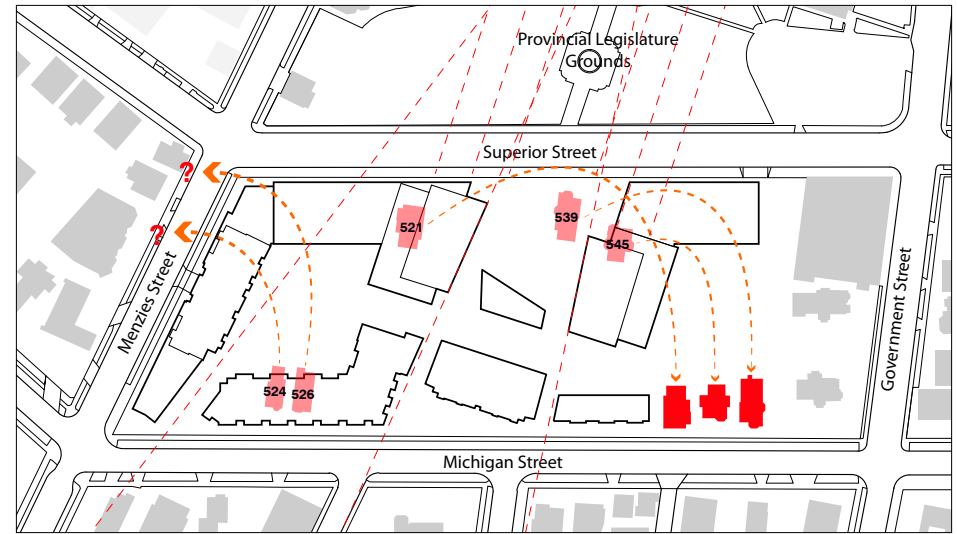 Provincial Legislature
Grounds
Superior Street
?
?
521
539
545
Menzies Street
Government Street
524
526
Michigan Street